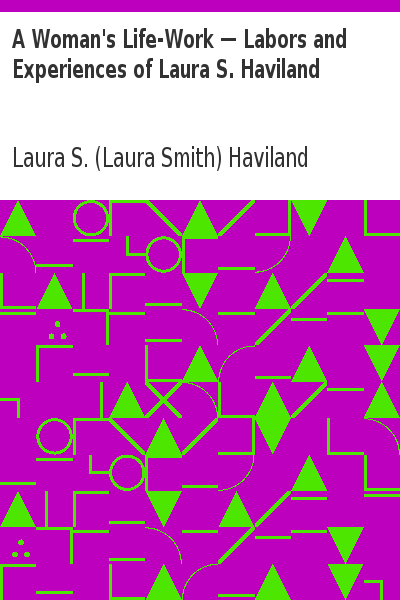 A Woman's Life-Work — Labors and
Experiences of Laura S. Haviland
Laura S. (Laura Smith) Haviland